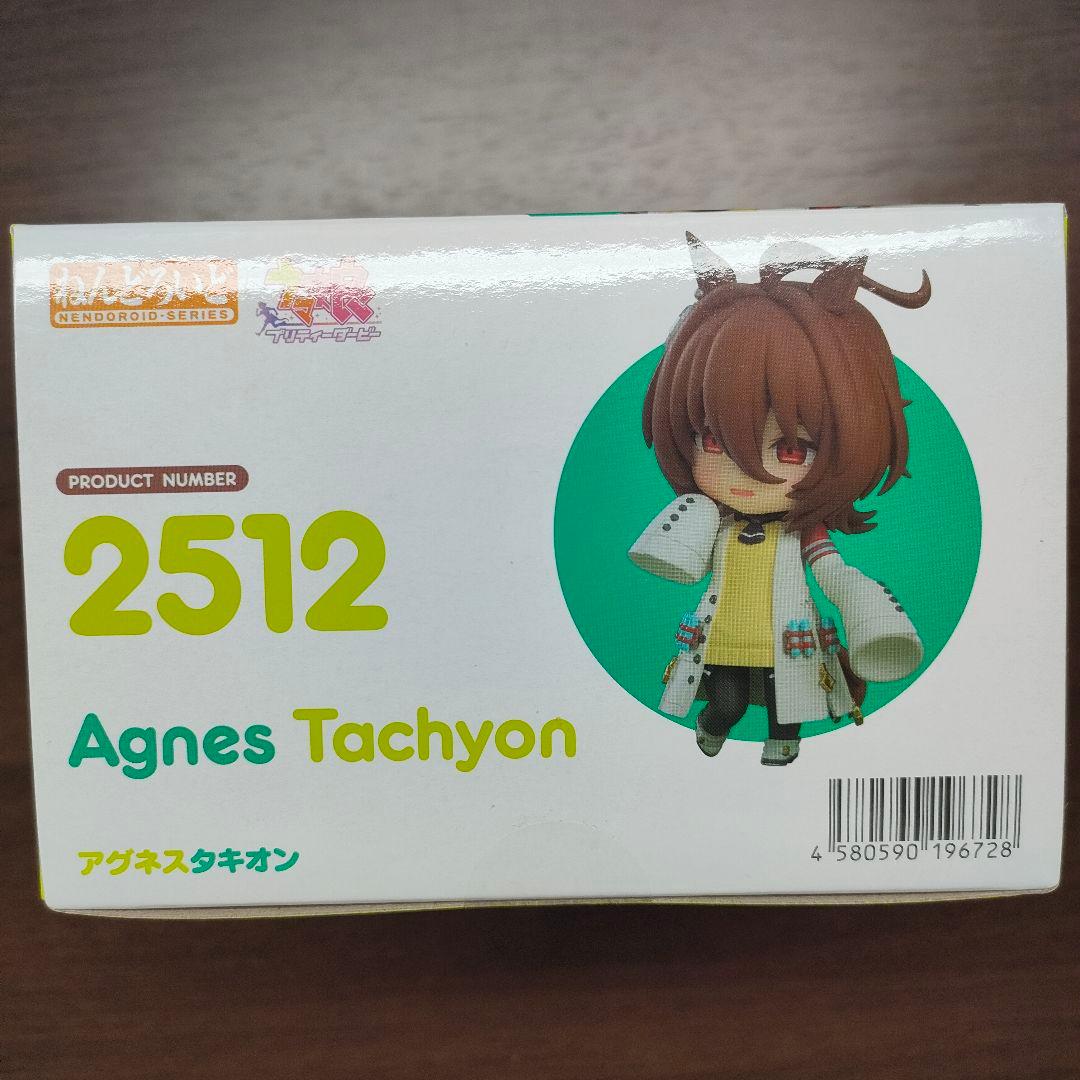 ねんどろいど
NENDOROID-SERIES
ウマ娘
プリティーダービー
PRODUCT NUMBER
2512
Agnes Tachyon
アグネスタキオン
4 580590 196728